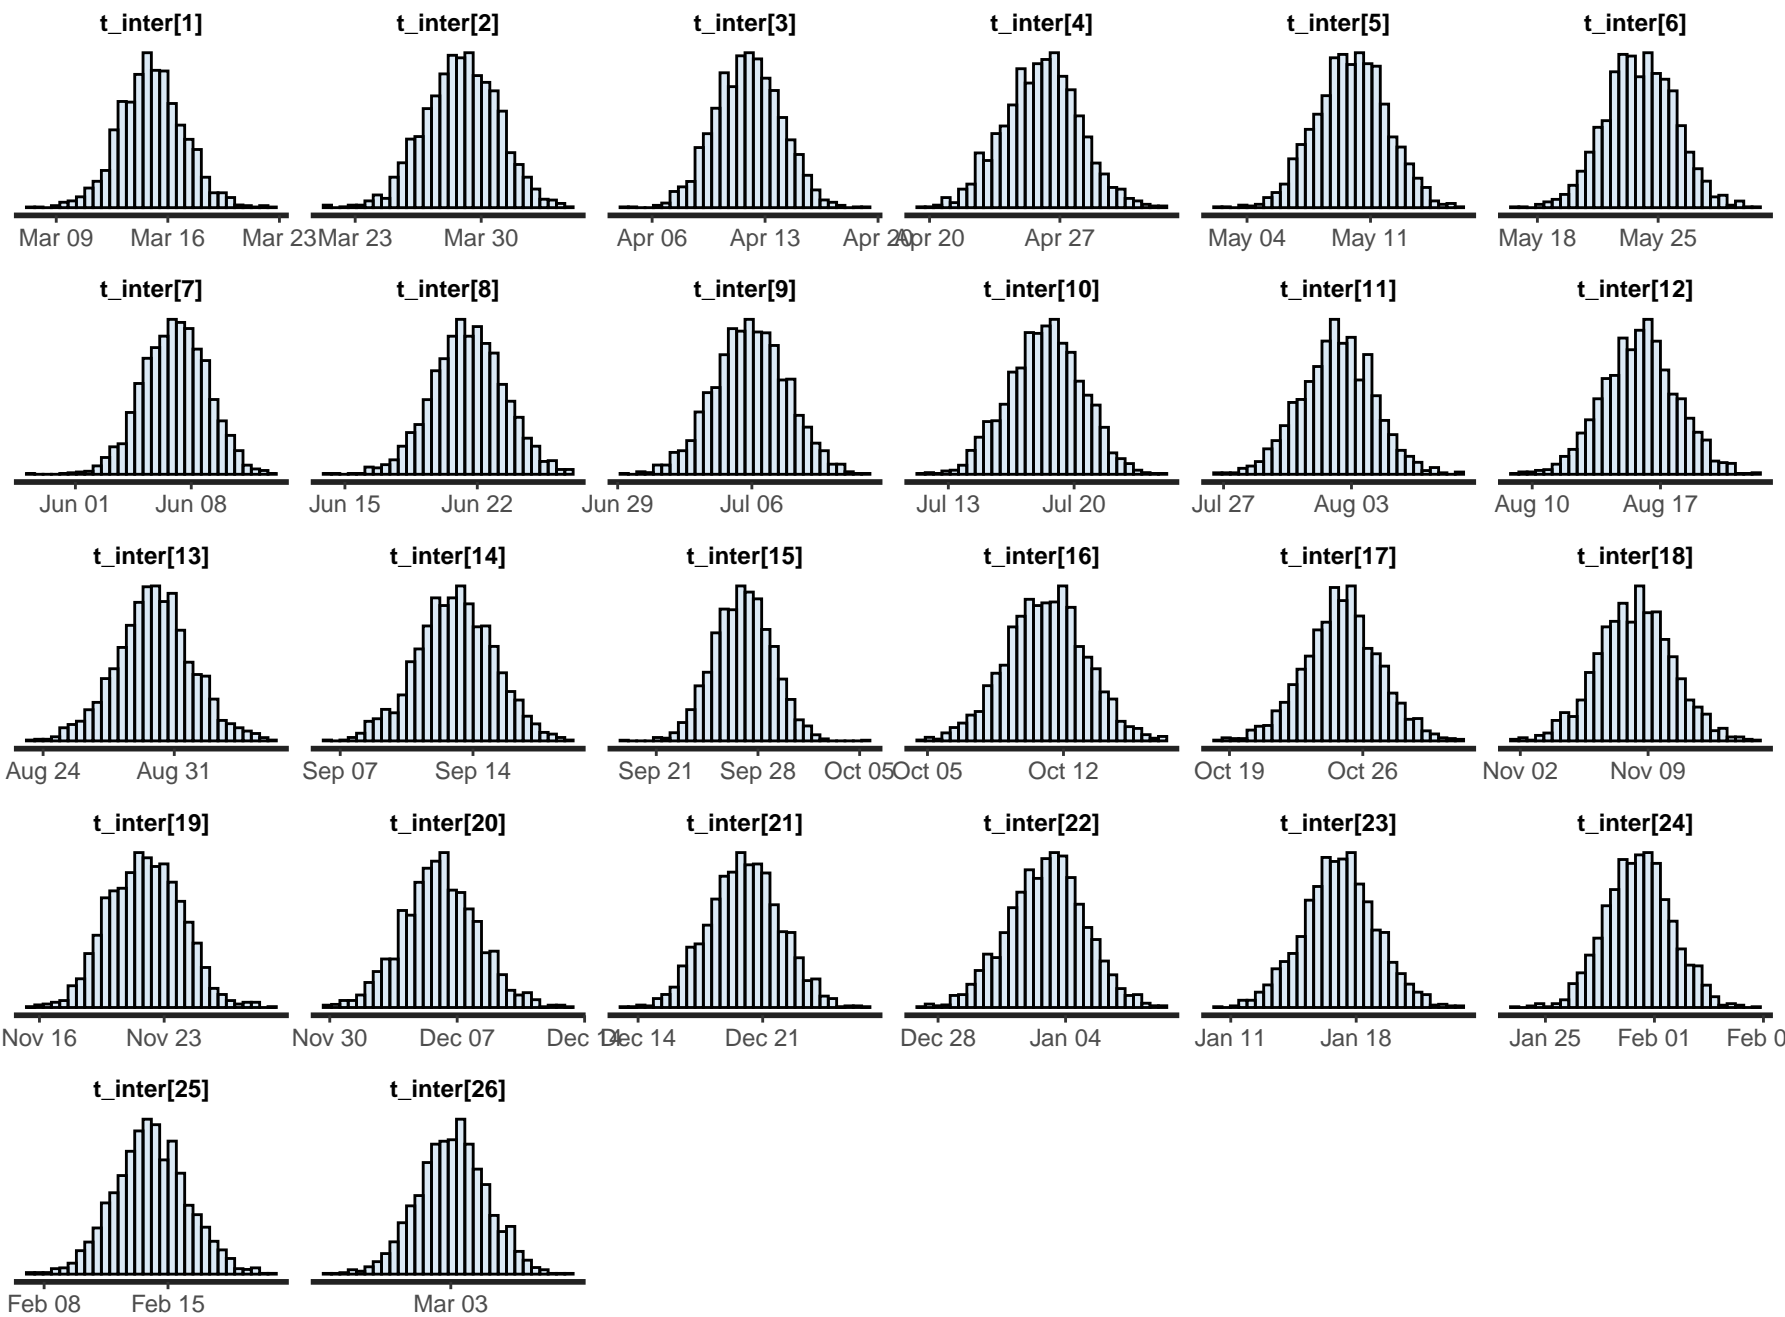 t_inter[1] t_inter[2] t_inter[3] t_inter[4] t_inter[5] t_inter[6]
Mar 09 Mar 16 Mar 23 Mar 23 Mar 30 Apr 06 Apr 13 Apr 20 Apr 20 Apr 27 May 04 May 11 May 18 May 25
t_inter[7] t_inter[8] t_inter[9] t_inter[10] t_inter[11] t_inter[12]
Jun 01 Jun 08 Jun 15 Jun 22 Jun 29 Jul 06 Jul 13 Jul 20 Jul 27 Aug 03 Aug 10 Aug 17
t_inter[13] t_inter[14] t_inter[15] t_inter[16] t_inter[17] t_inter[18]
Aug 24 Aug 31 Sep 07 Sep 14 Sep 21 Sep 28 Oct 05 Oct 05 Oct 12 Oct 19 Oct 26 Nov 02 Nov 09
t_inter[19] t_inter[20] t_inter[21] t_inter[22] t_inter[23] t_inter[24]
Nov 16 Nov 23 Nov 30 Dec 07 Dec 14 Dec 14 Dec 21 Dec 28 Jan 04 Jan 11 Jan 18 Jan 25 Feb 01 Feb 0
t_inter[25] t_inter[26]
Feb 08 Feb 15 Mar 03